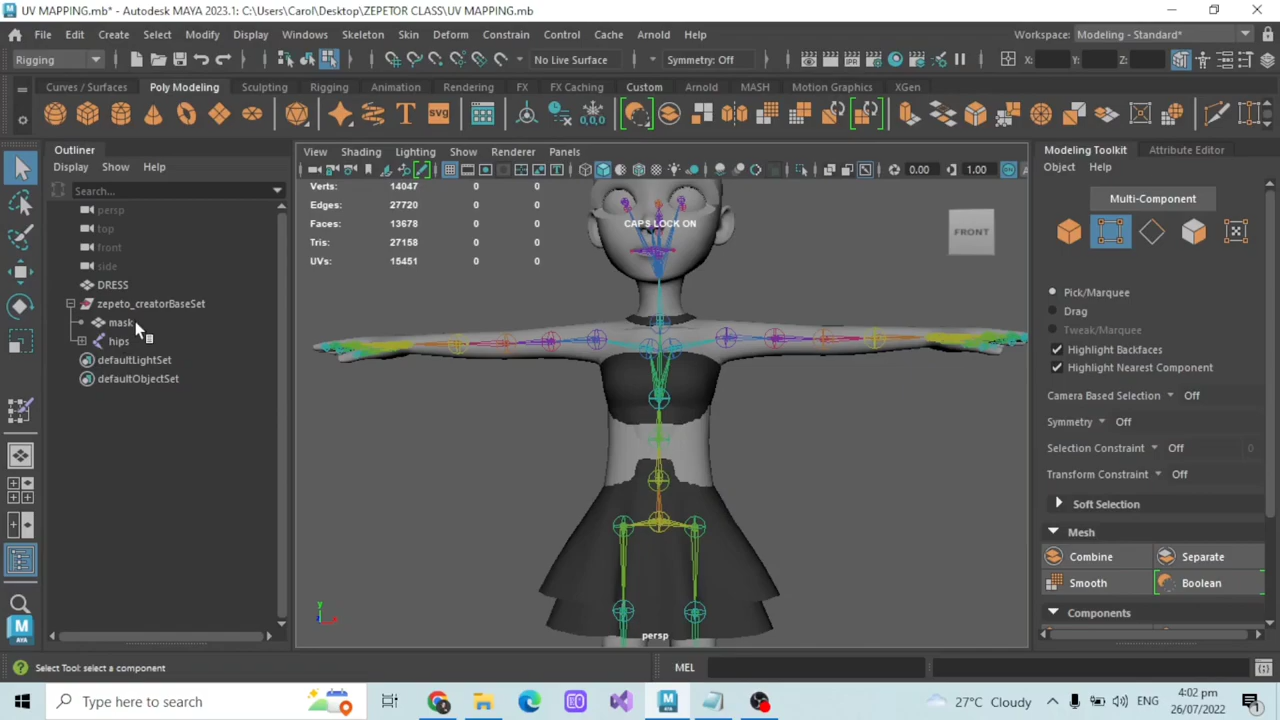 UV MAPPING.mb* - Autodesk MAYA 2023.1: C:\Users\Carol\Desktop\ZEPETOR CLASS\UV MAPPING.mb
File Edit Create Select Modify Display Windows Skeleton Skin Deform Constrain Control Cache Arnold Help Workspace: Modeling - Standard*
Rigging No Live Surface Symmetry: Off X: Y: Z:
Curves / Surfaces Poly Modeling Sculpting Rigging Animation Rendering FX FX Caching Custom Arnold MASH Motion Graphics XGen
T SVG 0,0,0
Outliner
Display Show Help
Search...
persp
top
front
side
DRESS
zepeto_creatorBaseSet
mask
hips
defaultLightSet
defaultObjectSet
View Shading Lighting Show Renderer Panels
0.00 1.00
Verts: 14047 0 0
Edges: 27720 0 0
Faces: 13678 0 0
Tris: 27158 0 0
UVs: 15451 0 0
CAPS LOCK ON
FRONT
y
x
persp
Modeling Toolkit Attribute Editor
Object Help
Multi-Component
Pick/Marquee
Drag
Tweak/Marquee
Highlight Backfaces
Highlight Nearest Component
Camera Based Selection Off
Symmetry Off
Selection Constraint Off 0
Transform Constraint Off
Soft Selection
Mesh
Combine Separate
Smooth Boolean
Components
M
AYA
Select Tool: select a component MEL
Type here to search
27°C Cloudy ENG 4:02 pm
26/07/2022